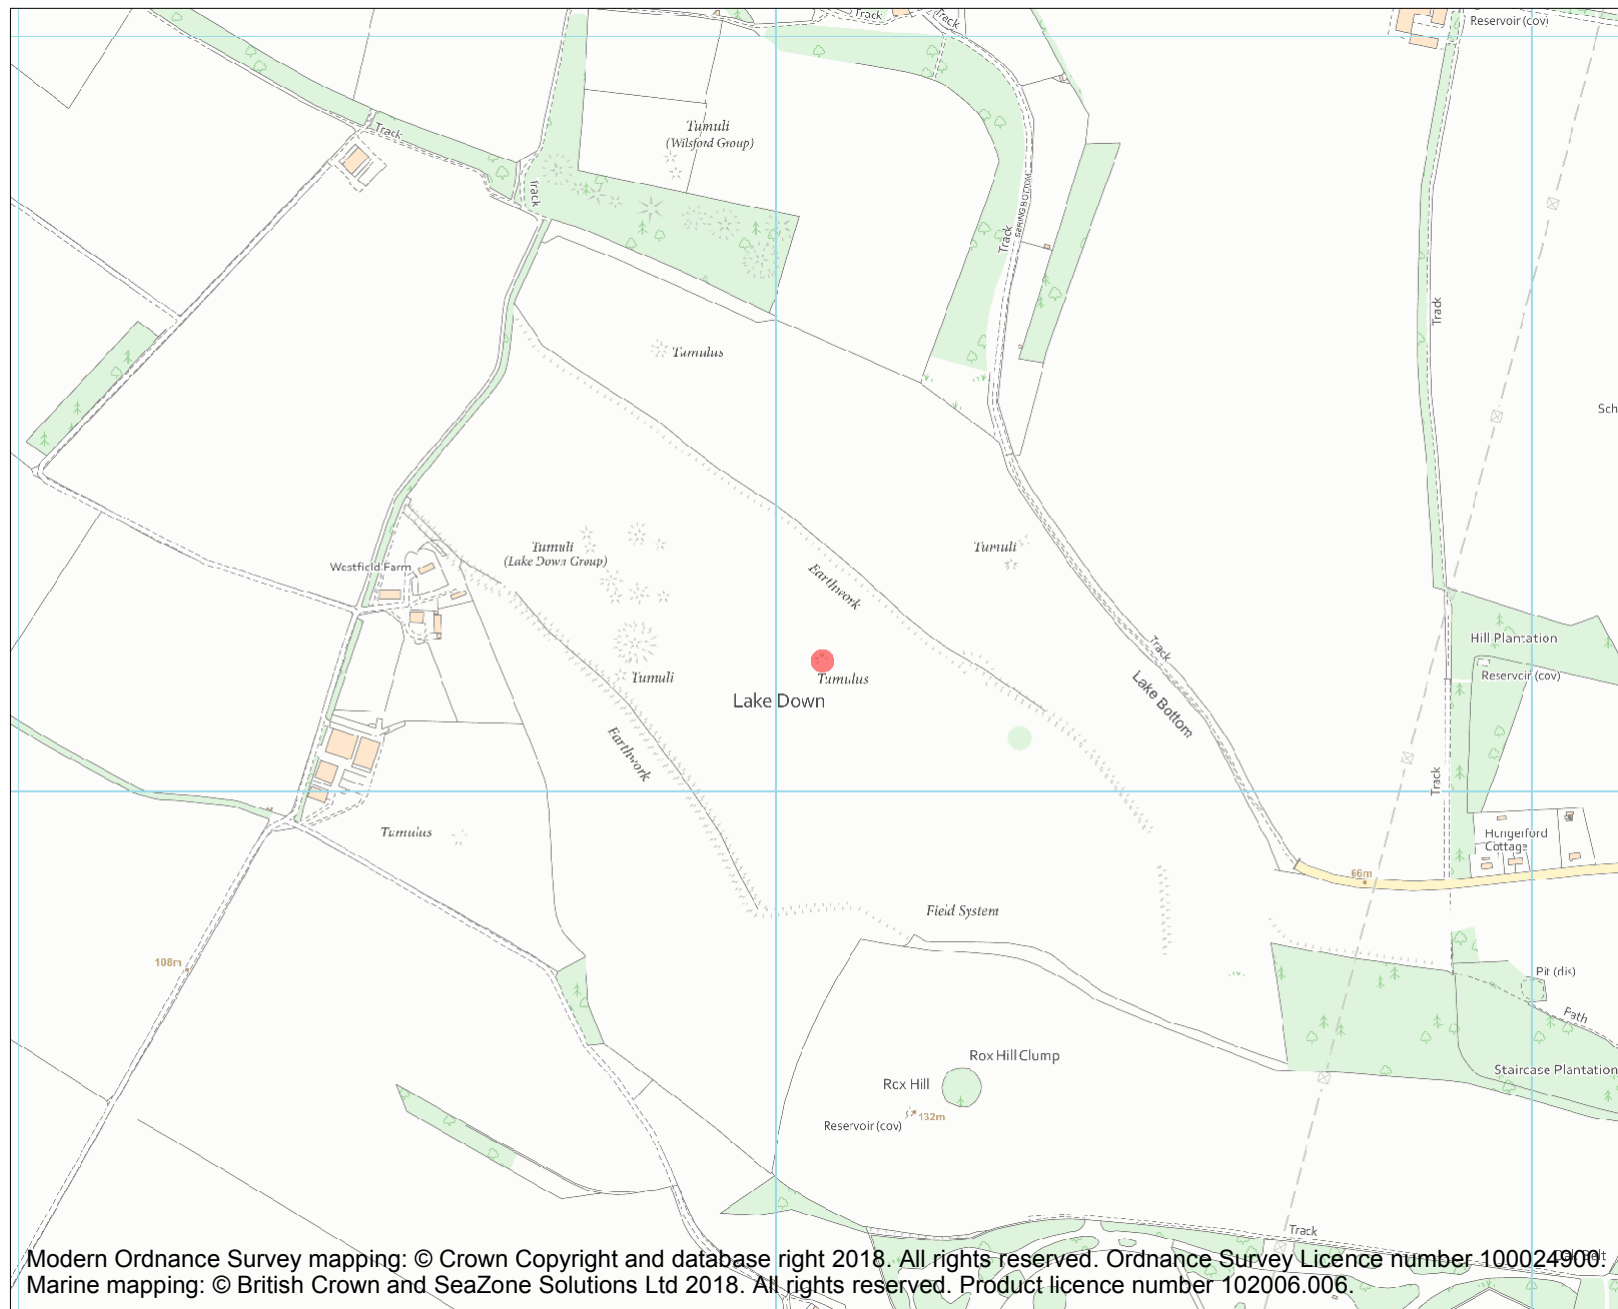 Track
Track
Reservoir (cov)
Track
Tumuli
(Wilsford Group)
Track
SPRING BOTTOM
Track
Track
Tumulus
Sch
Tumuli
(Lake Down Group)
Tumuli
Westfield Farm
Earthwork
Track
Hill Plantation
Reservoir (cov)
Tumuli
Tumulus
Lake Down
Lake Bottom
Earthwork
Track
Tumulus
Hungerford
Cottage
66m
Field System
108m
Pit (dis)
Path
Rox Hill Clump
Rox Hill
Staircase Plantation
132m
Reservoir (cov)
Track
Modern Ordnance Survey mapping: © Crown Copyright and database right 2018. All rights reserved. Ordnance Survey Licence number 100024900.
Marine mapping: © British Crown and SeaZone Solutions Ltd 2018. All rights reserved. Product licence number 102006.006.